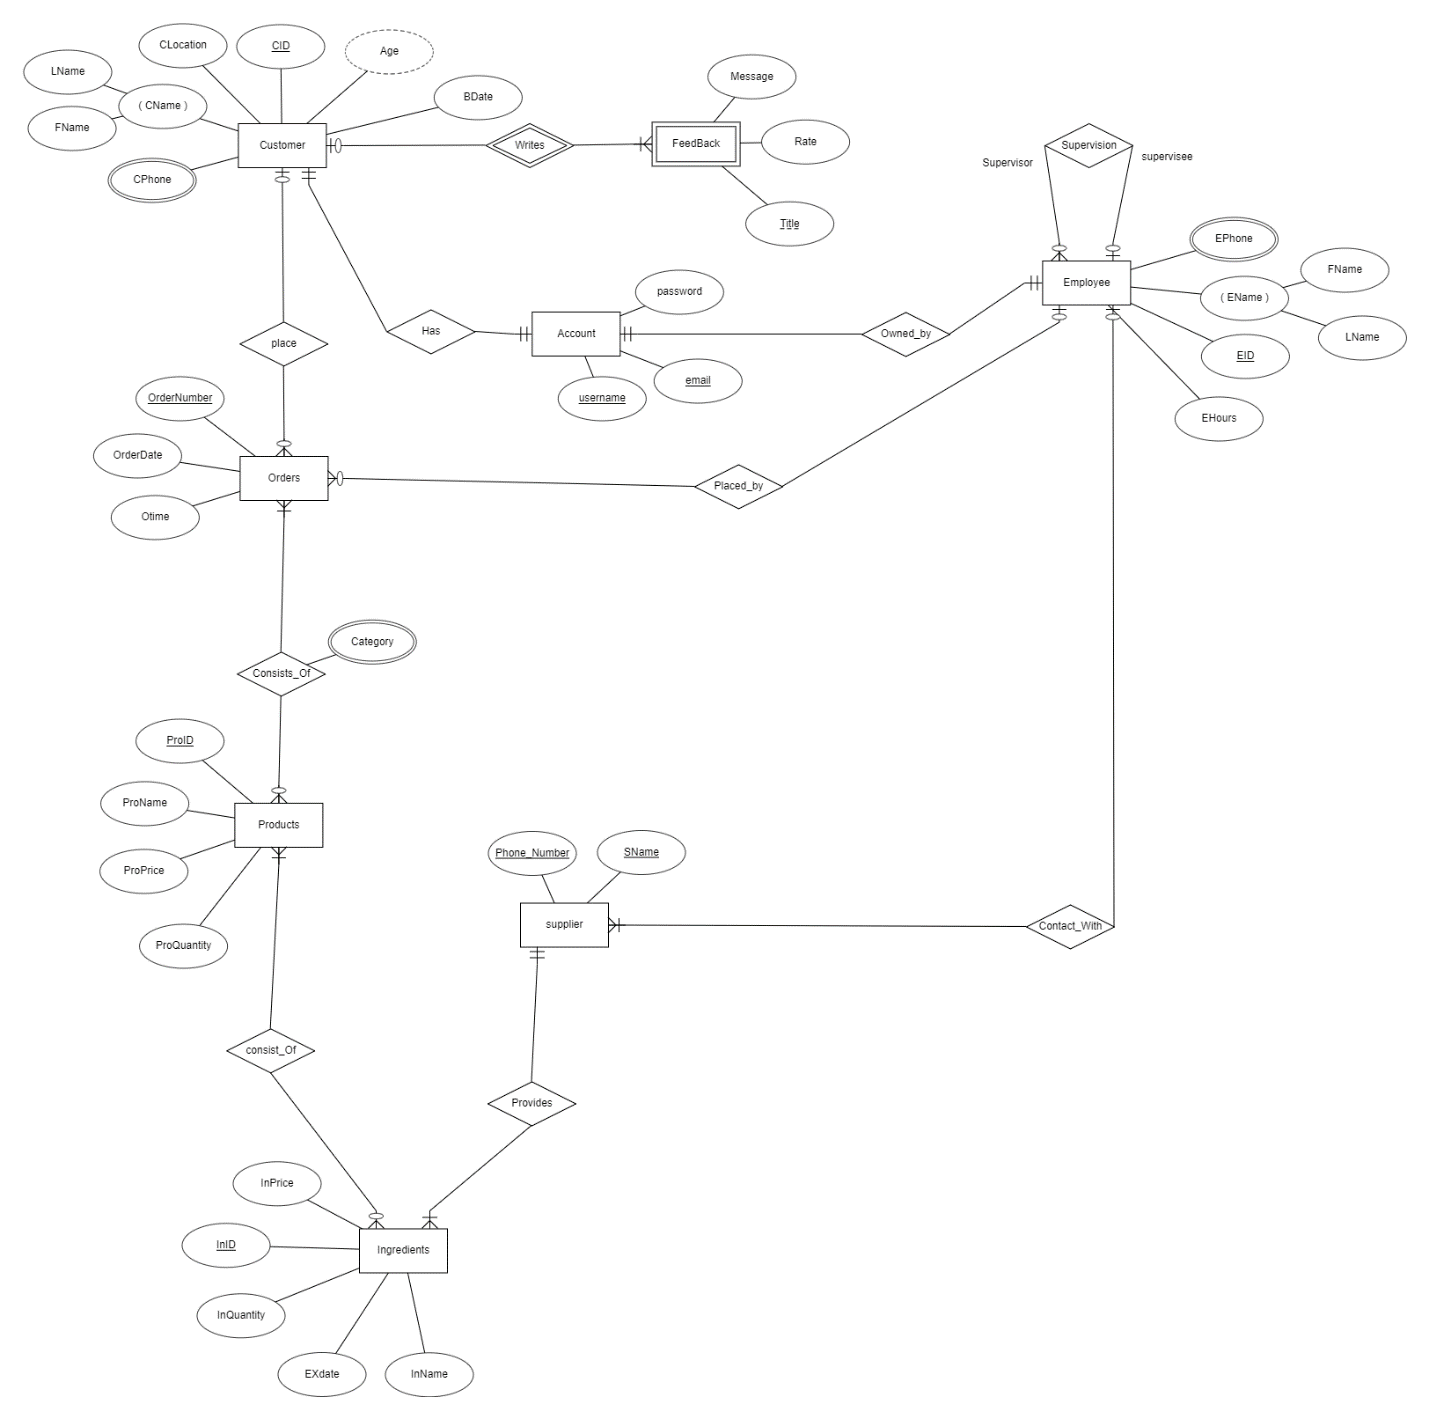 CLocation
CID
Age
LName
( CName )
BDate
Message
FName
Customer
Writes
FeedBack
Rate
Supervision
Supervisor
supervisee
CPhone
Title
EPhone
FName
Employee
( EName )
password
Has
Account
Owned_by
LName
place
EID
email
username
OrderNumber
EHours
OrderDate
Orders
Placed_by
Otime
Category
Consists_Of
ProID
ProName
Products
Phone_Number
SName
ProPrice
supplier
Contact_With
ProQuantity
consist_Of
Provides
InPrice
InID
Ingredients
InQuantity
EXdate
InName